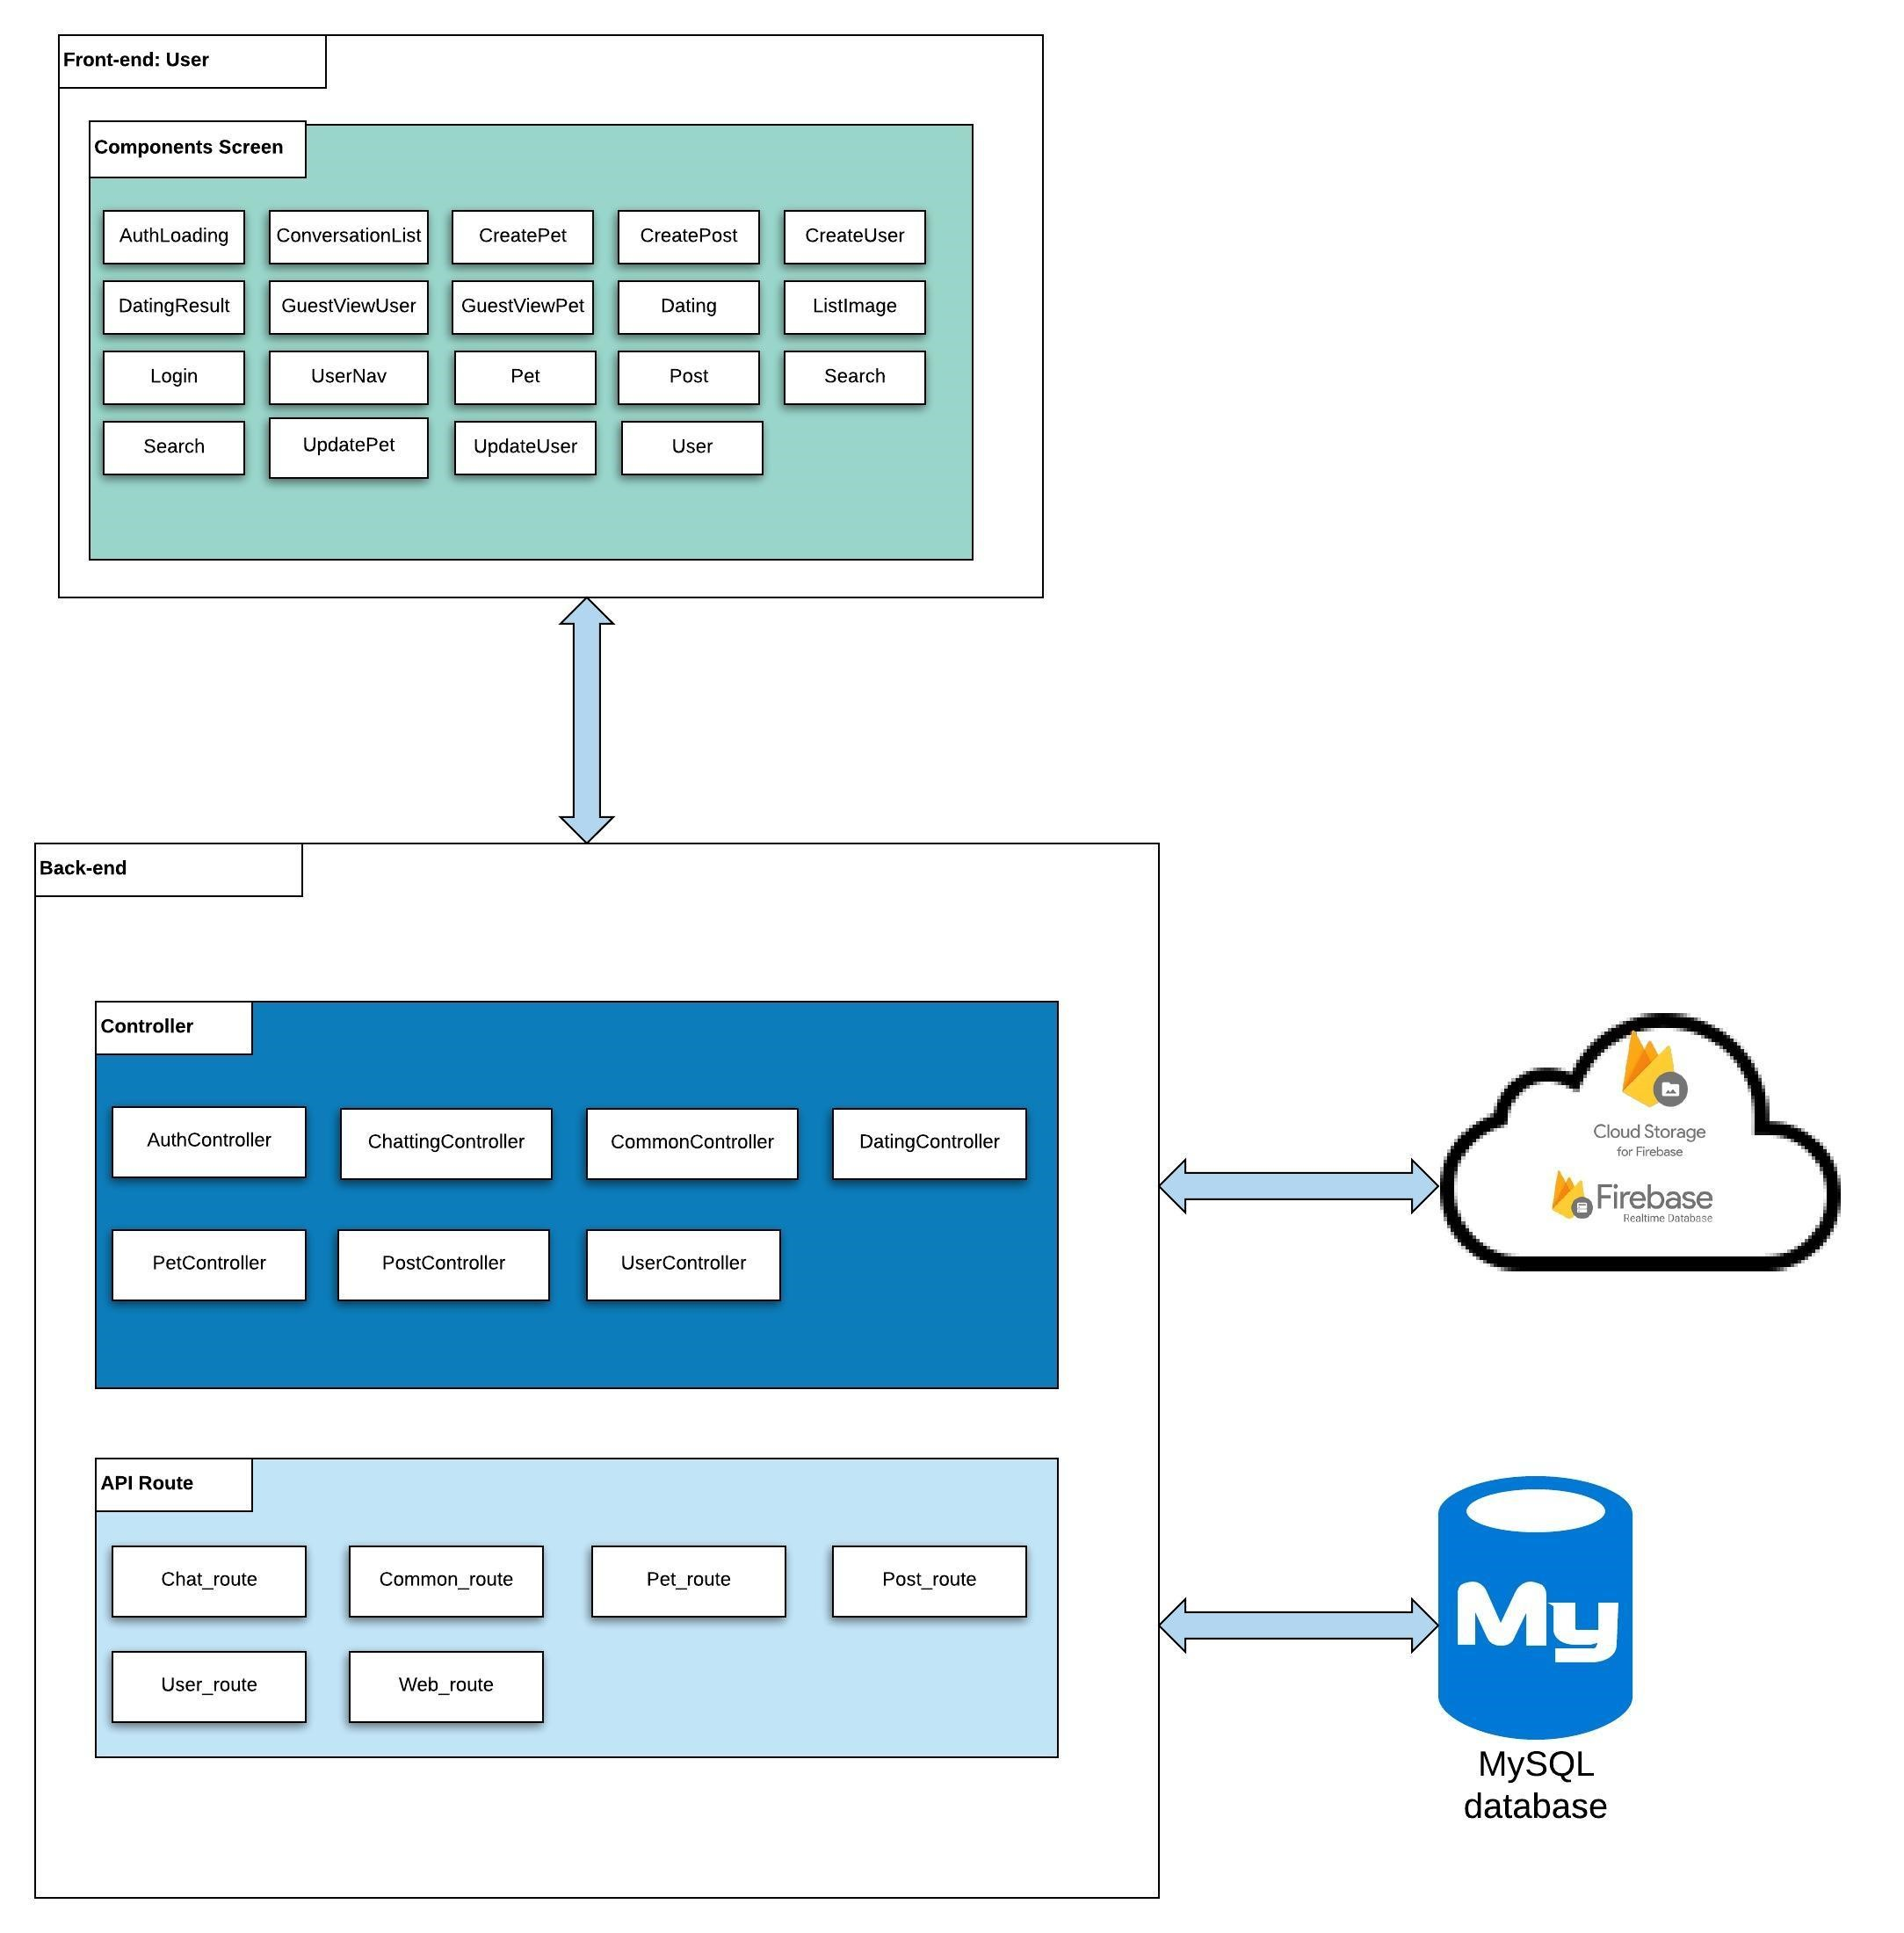 Front-end: User
Components Screen
AuthLoading
ConversationList
CreatePet
CreatePost
CreateUser
DatingResult
GuestViewUser
GuestViewPet
Dating
ListImage
Login
UserNav
Pet
Post
Search
Search
UpdatePet
UpdateUser
User
Back-end
Controller
AuthController
ChattingController
CommonController
DatingController
PetController
PostController
UserController
Cloud Storage
for Firebase
Firebase
Realtime Database
API Route
Chat_route
Common_route
Pet_route
Post_route
User_route
Web_route
My
MySQL
database